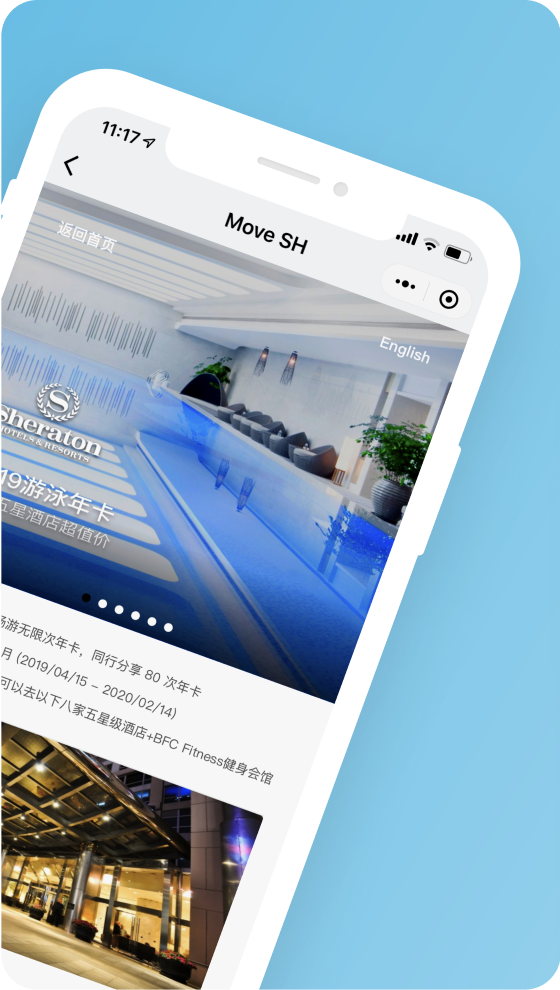 11:17
Move SH
返回首页
English
S
Sheraton
HOTELS & RESORTS
19游泳年卡
五星酒店超值价
畅游无限次年卡，同行分享 80 次年卡
月 (2019/04/15 - 2020/02/14)
可以去以下八家五星级酒店+BFC Fitness健身会馆